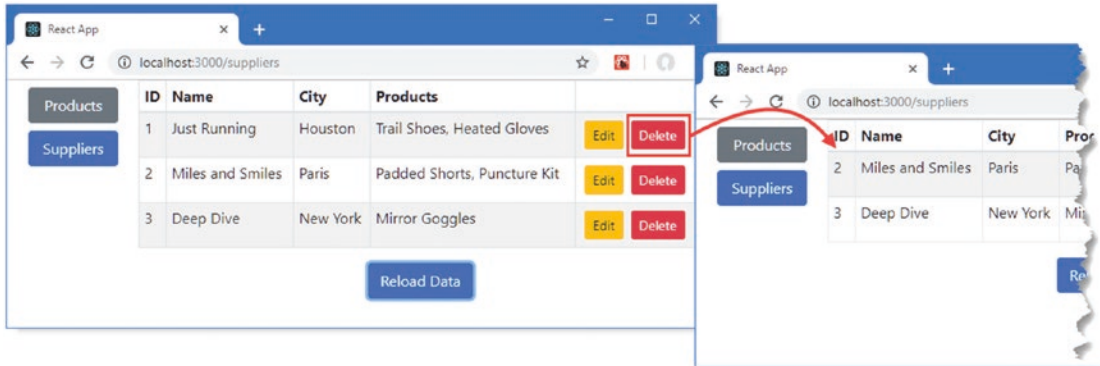 React App
localhost:3000/suppliers
Products
Suppliers
ID Name City Products
1 Just Running Houston Trail Shoes, Heated Gloves Edit Delete
2 Miles and Smiles Paris Padded Shorts, Puncture Kit Edit Delete
3 Deep Dive New York Mirror Goggles Edit Delete
Reload Data
React App
localhost:3000/suppliers
Products
Suppliers
ID Name City
2 Miles and Smiles Paris
3 Deep Dive New York